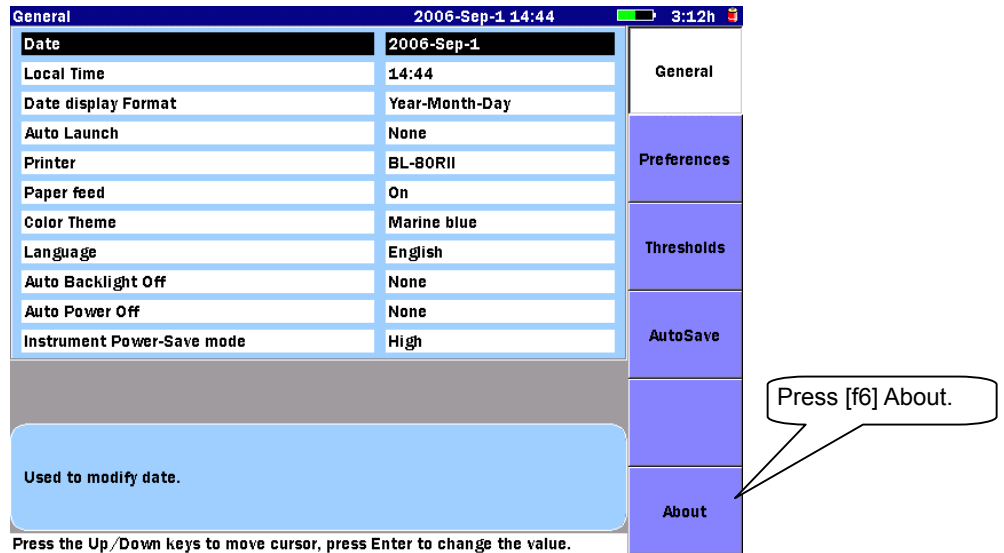 General 2006-Sep-1 14:44 3:12h
Date 2006-Sep-1
Local Time 14:44
Date display Format Year-Month-Day
Auto Launch None
Printer BL-80RII
Paper feed On
Color Theme Marine blue
Language English
Auto Backlight Off None
Auto Power Off None
Instrument Power-Save mode High
General
Preferences
Thresholds
AutoSave
About
Press [f6] About.
Used to modify date.
Press the Up/Down keys to move cursor, press Enter to change the value.